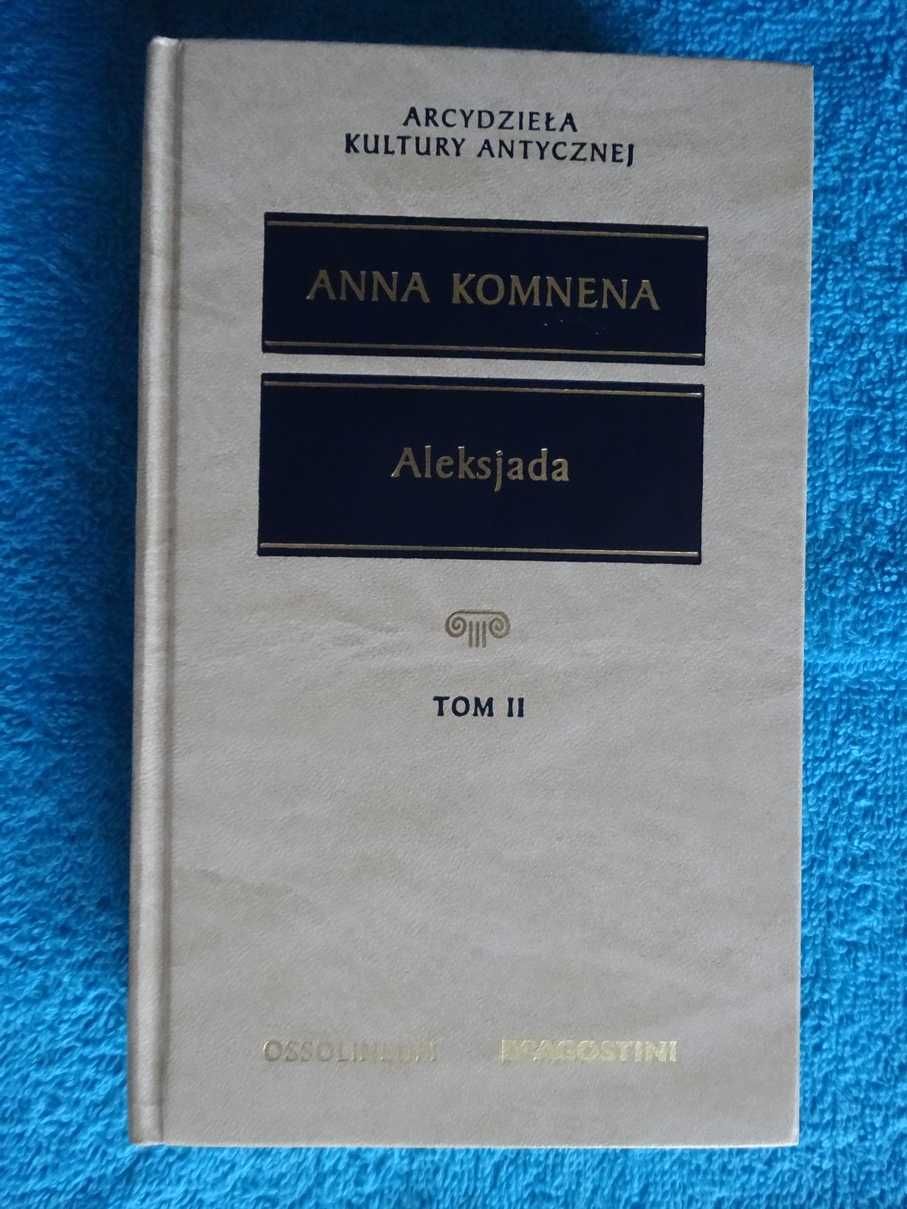 ARCYDZIEŁA
KULTURY ANTYCZNEJ
ANNA KOMNENA
Aleksjada
TOM II
OSSOLINEUM DEAGOSTINI